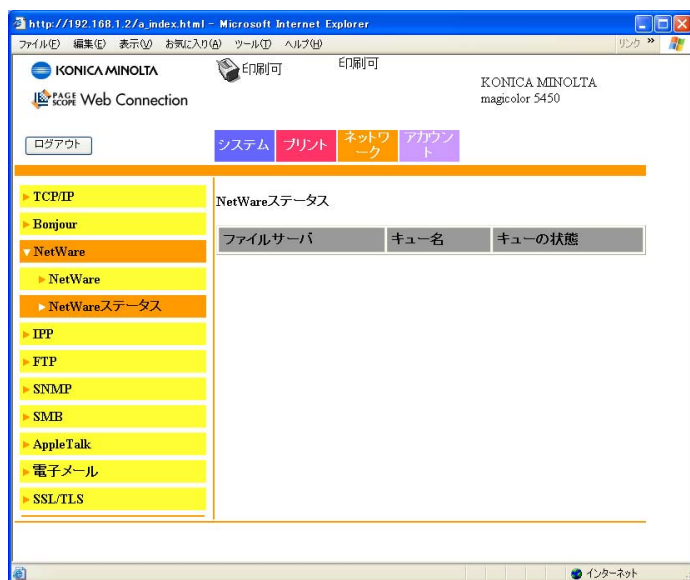 http://192.168.1.2/a_index.html - Microsoft Internet Explorer
ファイル(F) 編集(E) 表示(V) お気に入り(A) ツール(T) ヘルプ(H) リンク »
KONICA MINOLTA
印刷可
印刷可
KONICA MINOLTA
magicolor 5450
PAGE SCOPE Web Connection
ログアウト
システム
プリント
ネットワ
ーク
アカウン
ト
TCP/IP
Bonjour
NetWare
NetWare
NetWareステータス
IPP
FTP
SNMP
SMB
AppleTalk
電子メール
SSL/TLS
NetWareステータス
ファイルサーバ キュー名 キューの状態
インターネット